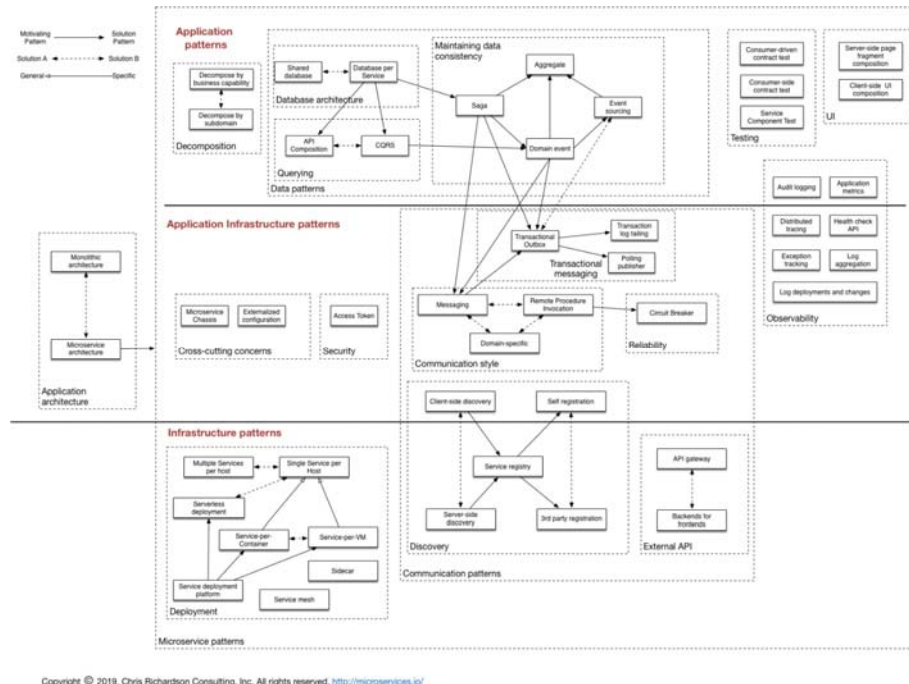 Motivating
Pattern
Solution
Pattern
Solution A
Solution B
General
Specific
Application
patterns
Decompose by
business capability
Decompose by
subdomain
Decomposition
Shared
database
Database per
Service
Database architecture
API
Composition
CQRS
Querying
Data patterns
Maintaining data
consistency
Aggregate
Saga
Event
sourcing
Domain event
Consumer-driven
contract test
Consumer-side
contract test
Service
Component Test
Testing
Server-side page
fragment
composition
Client-side UI
composition
UI
Application Infrastructure patterns
Monolithic
architecture
Microservice
architecture
Application
architecture
Microservice
Chassis
Externalized
configuration
Cross-cutting concerns
Access Token
Security
Transactional
Outbox
Transaction
log tailing
Polling
publisher
Transactional
messaging
Messaging
Remote Procedure
Invocation
Domain-specific
Communication style
Circuit Breaker
Reliability
Audit logging
Application
metrics
Distributed
tracing
Health check
API
Exception
tracking
Log
aggregation
Log deployments and changes
Observability
Infrastructure patterns
Multiple Services
per host
Single Service per
Host
Serverless
deployment
Service-per-
Container
Service-per-VM
Service deployment
platform
Sidecar
Service mesh
Deployment
Client-side discovery
Self registration
Service registry
Server-side
discovery
3rd party registration
Discovery
API gateway
Backends for
frontends
External API
Communication patterns
Microservice patterns
Copyright © 2019. Chris Richardson Consulting, Inc. All rights reserved. http://microservices.io/